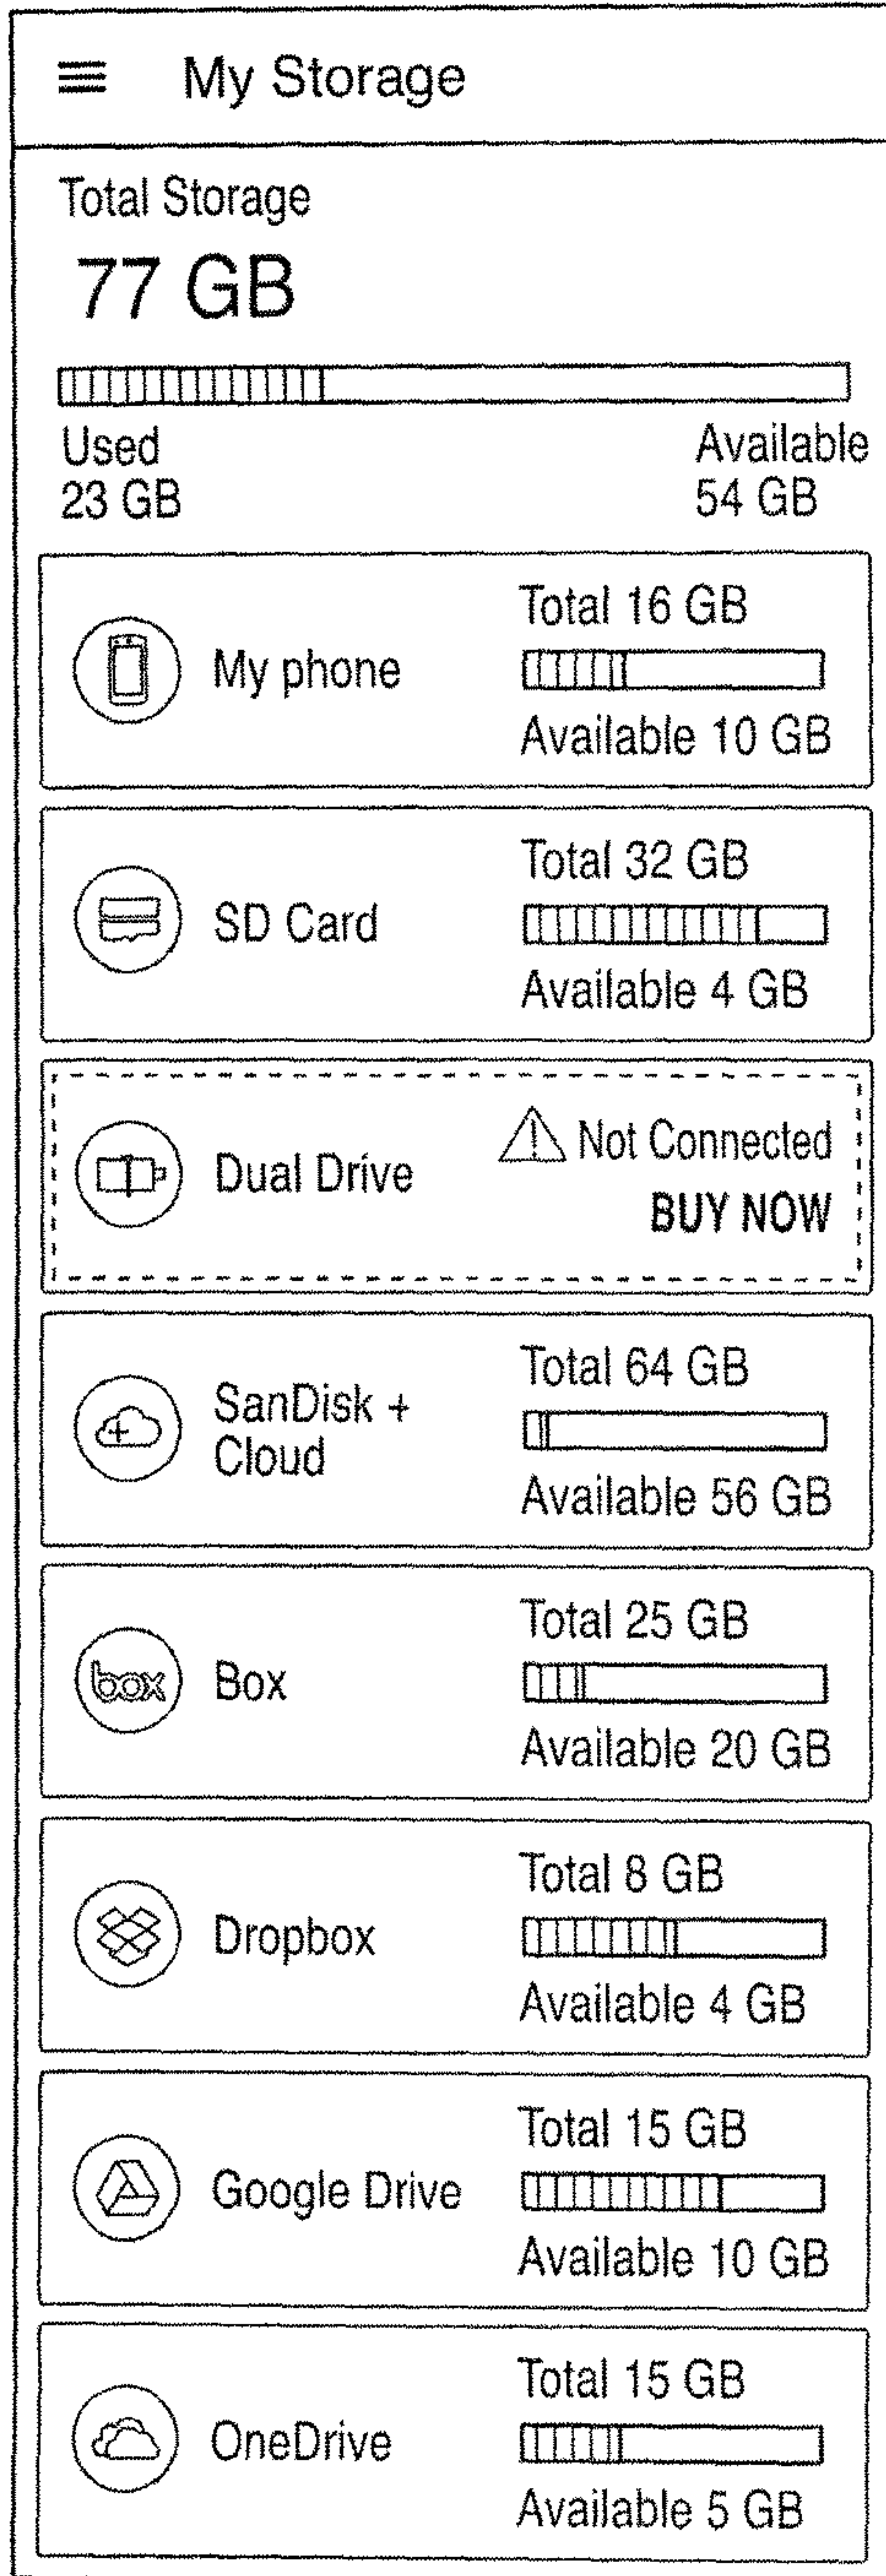 My Storage
Total Storage
77 GB
Used
23 GB
Available
54 GB
My phone
Total 16 GB
Available 10 GB
SD Card
Total 32 GB
Available 4 GB
Dual Drive
Not Connected
BUY NOW
SanDisk +
Cloud
Total 64 GB
Available 56 GB
box
Box
Total 25 GB
Available 20 GB
Dropbox
Total 8 GB
Available 4 GB
Google Drive
Total 15 GB
Available 10 GB
OneDrive
Total 15 GB
Available 5 GB